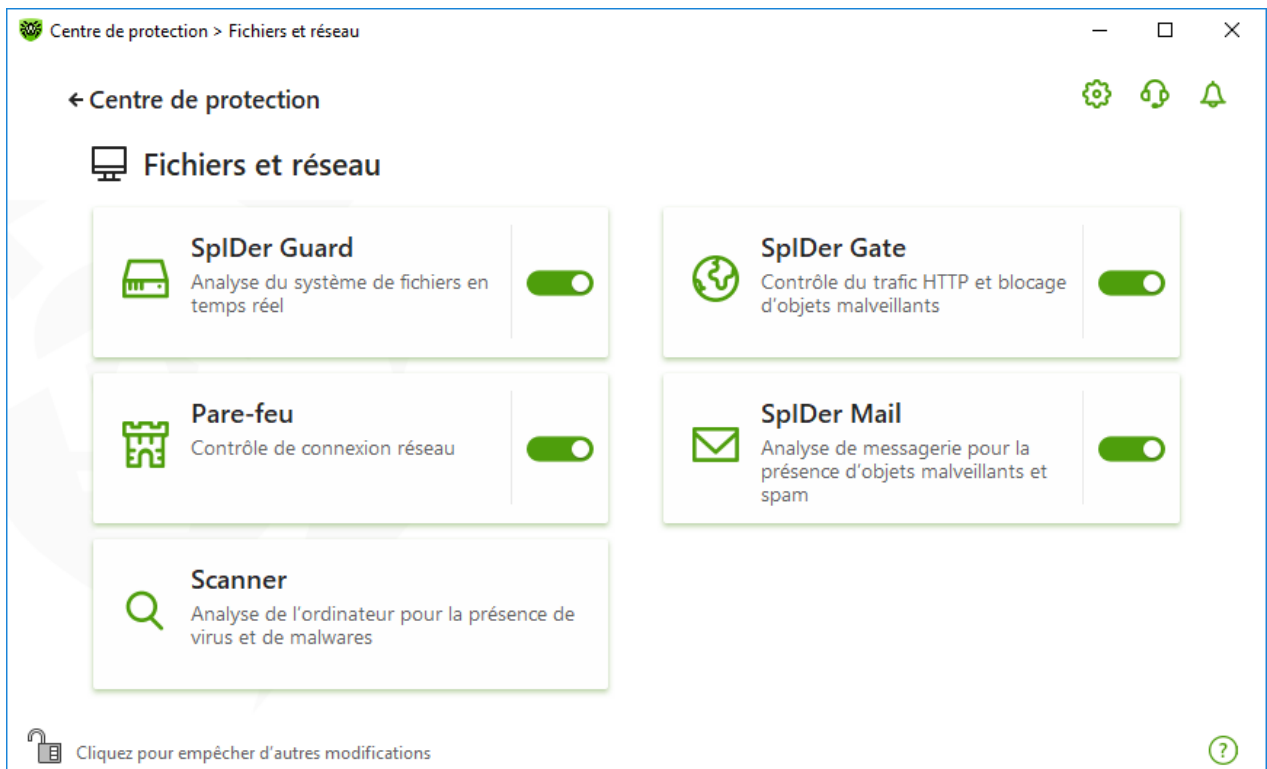 Centre de protection > Fichiers et réseau
Centre de protection
Fichiers et réseau
SpIDer Guard
Analyse du système de fichiers en
temps réel
SpIDer Gate
Contrôle du trafic HTTP et blocage
d’objets malveillants
Pare-feu
Contrôle de connexion réseau
SpIDer Mail
Analyse de messagerie pour la
présence d’objets malveillants et
spam
Scanner
Analyse de l’ordinateur pour la présence de
virus et de malwares
Cliquez pour empêcher d’autres modifications
?